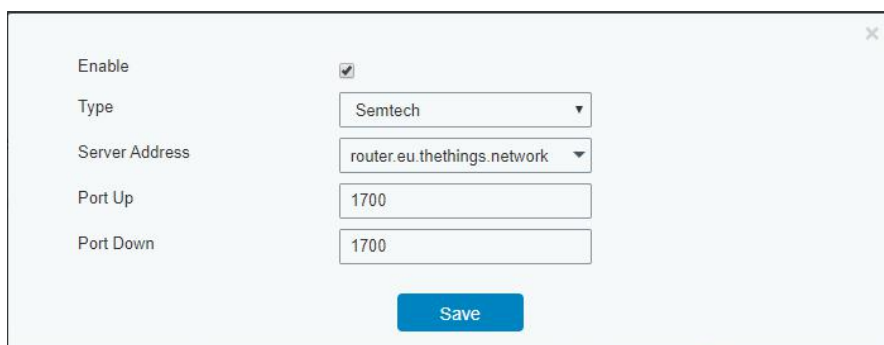 Enable
Type Semtech
Server Address router.eu.thethings.network
Port Up 1700
Port Down 1700
Save